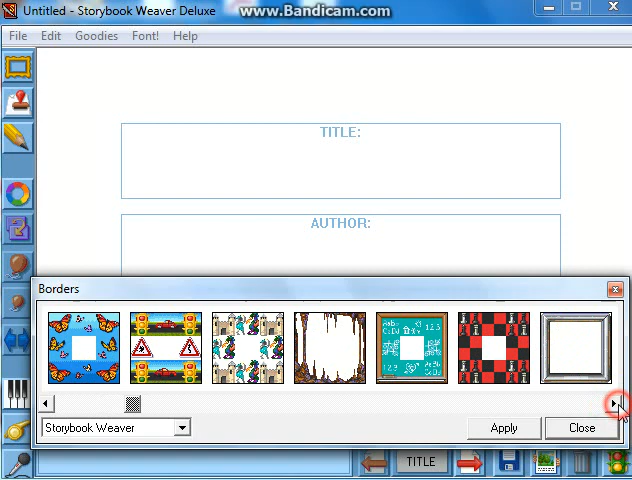 Untitled - Storybook Weaver Deluxe
www.Bandicam.com
File Edit Goodies Font! Help
TITLE:
AUTHOR:
Borders
Storybook Weaver
Apply
Close
TITLE